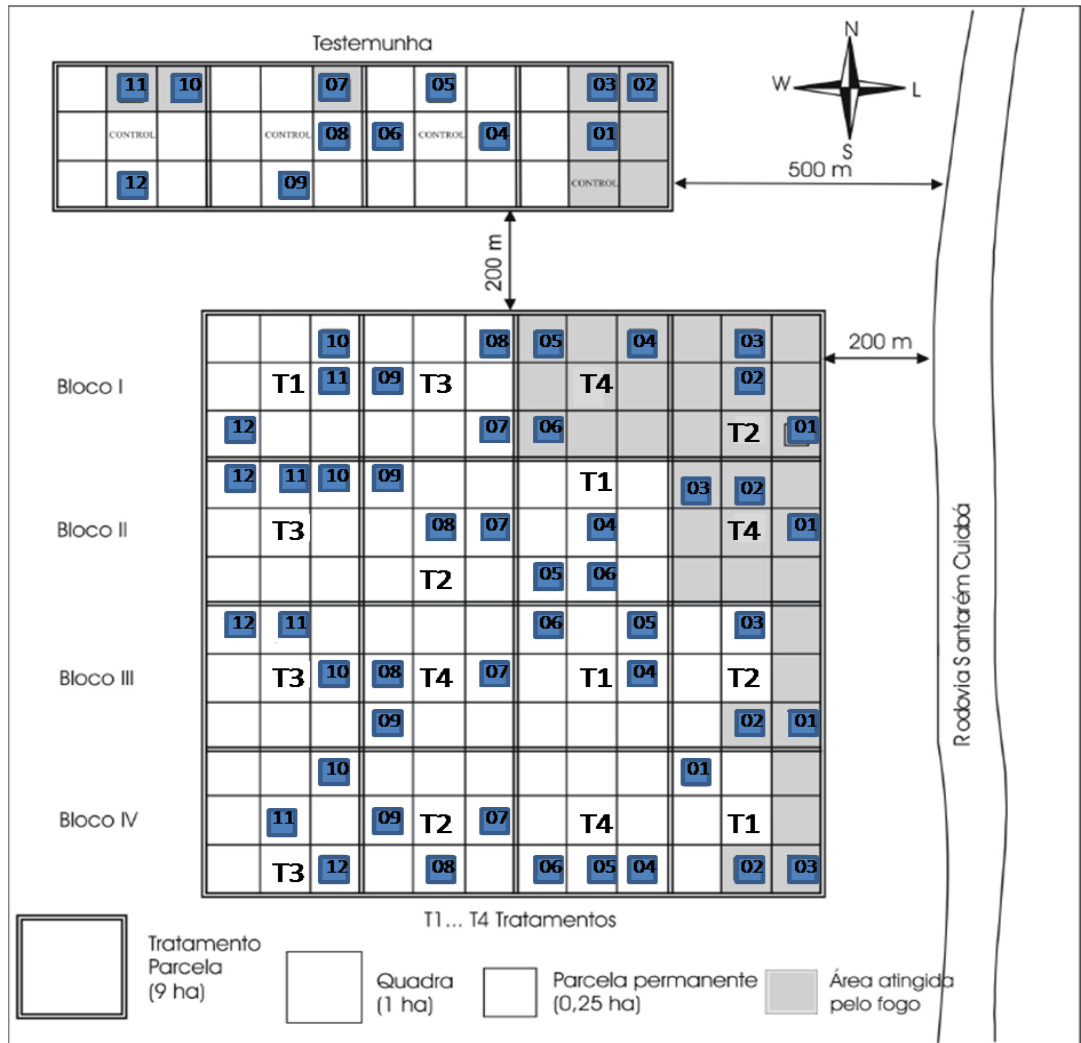 Testemunha
N
W L
S
11 10 07 05 03 02
CONTROL CONTROL 08 06 CONTROL 04 01
12 09 CONTROL
500 m
200 m
10 08 05 04 03
200 m
Bloco I T1 11 09 T3 T4 02
12 07 06 T2 01
12 11 10 09 T1 03 02
Bloco II T3 08 07 04 T4 01
T2 05 06
12 11 06 05 03
Bloco III T3 10 08 T4 07 T1 04 T2
09 02 01
10 01
Bloco IV 11 09 T2 07 T4 T1
T3 12 08 06 05 04 02 03
Rodovia Santarém Cuiabá
T1... T4 Tratamentos
Tratamento
Parcela
(9 ha)
Quadra
(1 ha)
Parcela permanente
(0,25 ha)
Área atingida
pelo fogo